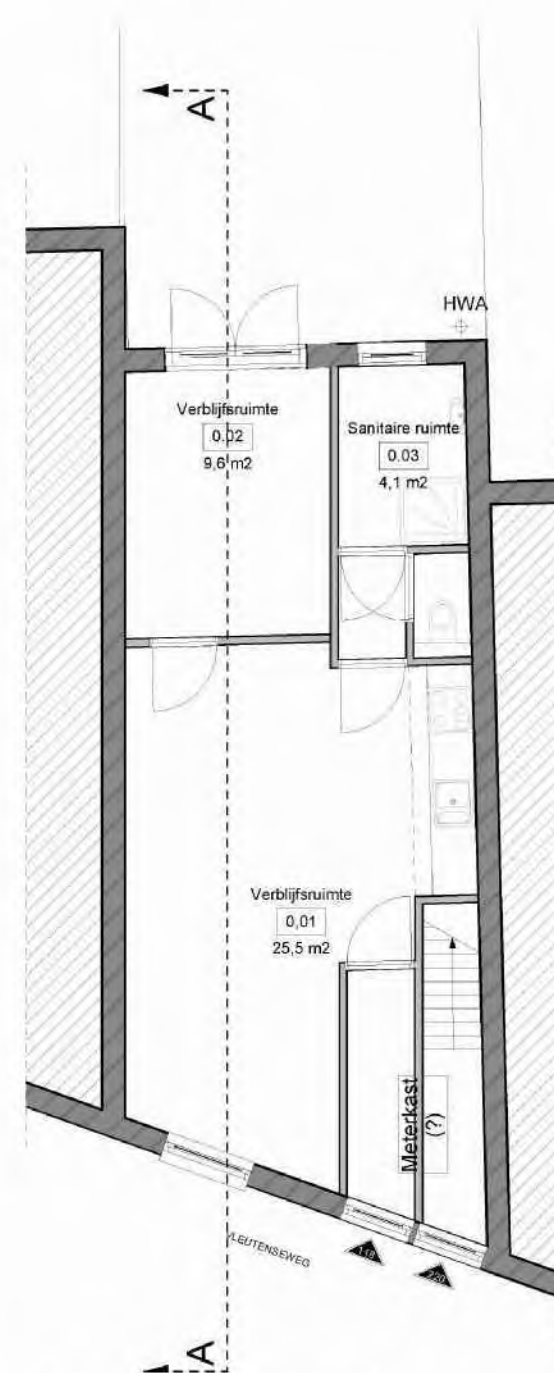 A
HWA
Verblijfsruimte
0.02
9,6 m2
Sanitaire ruimte
0.03
4,1 m2
Verblijfsruimte
0,01
25,5 m2
Meterkast
(?)
LEUTENSEWEG
220
A